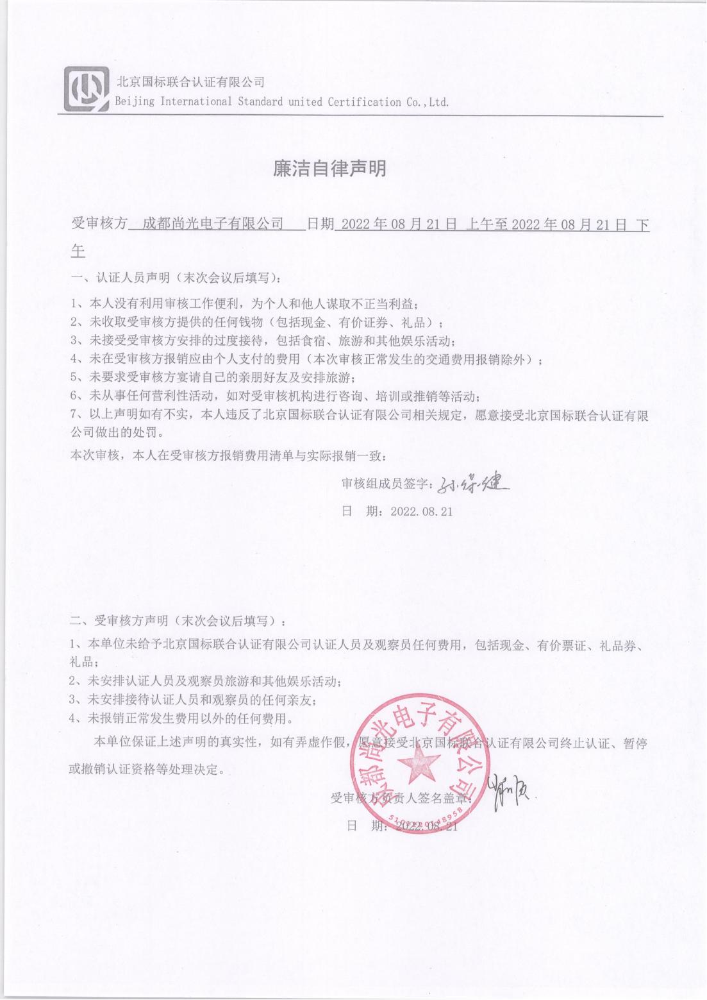 北京国标联合认证有限公司
Beijing International Standard united Certification Co.,Ltd.
廉洁自律声明
受审核方 成都尚光电子有限公司 日期 2022 年 08 月 21 日 上午至 2022 年 08 月 21 日 下
午
一、认证人员声明（末次会议后填写）：
1、本人没有利用审核工作便利，为个人和他人谋取不正当利益；
2、未收取受审核方提供的任何钱物（包括现金、有价证券、礼品）；
3、未接受受审核方安排的过度接待，包括食宿、旅游和其他娱乐活动；
4、未在受审核方报销应由个人支付的费用（本次审核正常发生的交通费用报销除外）；
5、未要求受审核方宴请自己的亲朋好友及安排旅游；
6、未从事任何营利性活动，如对受审核机构进行咨询、培训或推销等活动；
7、以上声明如有不实，本人违反了北京国标联合认证有限公司相关规定，愿意接受北京国标联合认证有限
公司做出的处罚。
本次审核，本人在受审核方报销费用清单与实际报销一致：
审核组成员签字：
日 期：2022.08.21
二、受审核方声明（末次会议后填写）：
1、本单位未给予北京国标联合认证有限公司认证人员及观察员任何费用，包括现金、有价票证、礼品券、
礼品；
2、未安排认证人员及观察员旅游和其他娱乐活动；
3、未安排接待认证人员和观察员的任何亲友；
4、未报销正常发生费用以外的任何费用。
本单位保证上述声明的真实性，如有弄虚作假，愿意接受北京国标联合认证有限公司终止认证、暂停
或撤销认证资格等处理决定。
成都尚光电子有限公司
受审核方负责人签名盖章：
日 期：2022.08.21